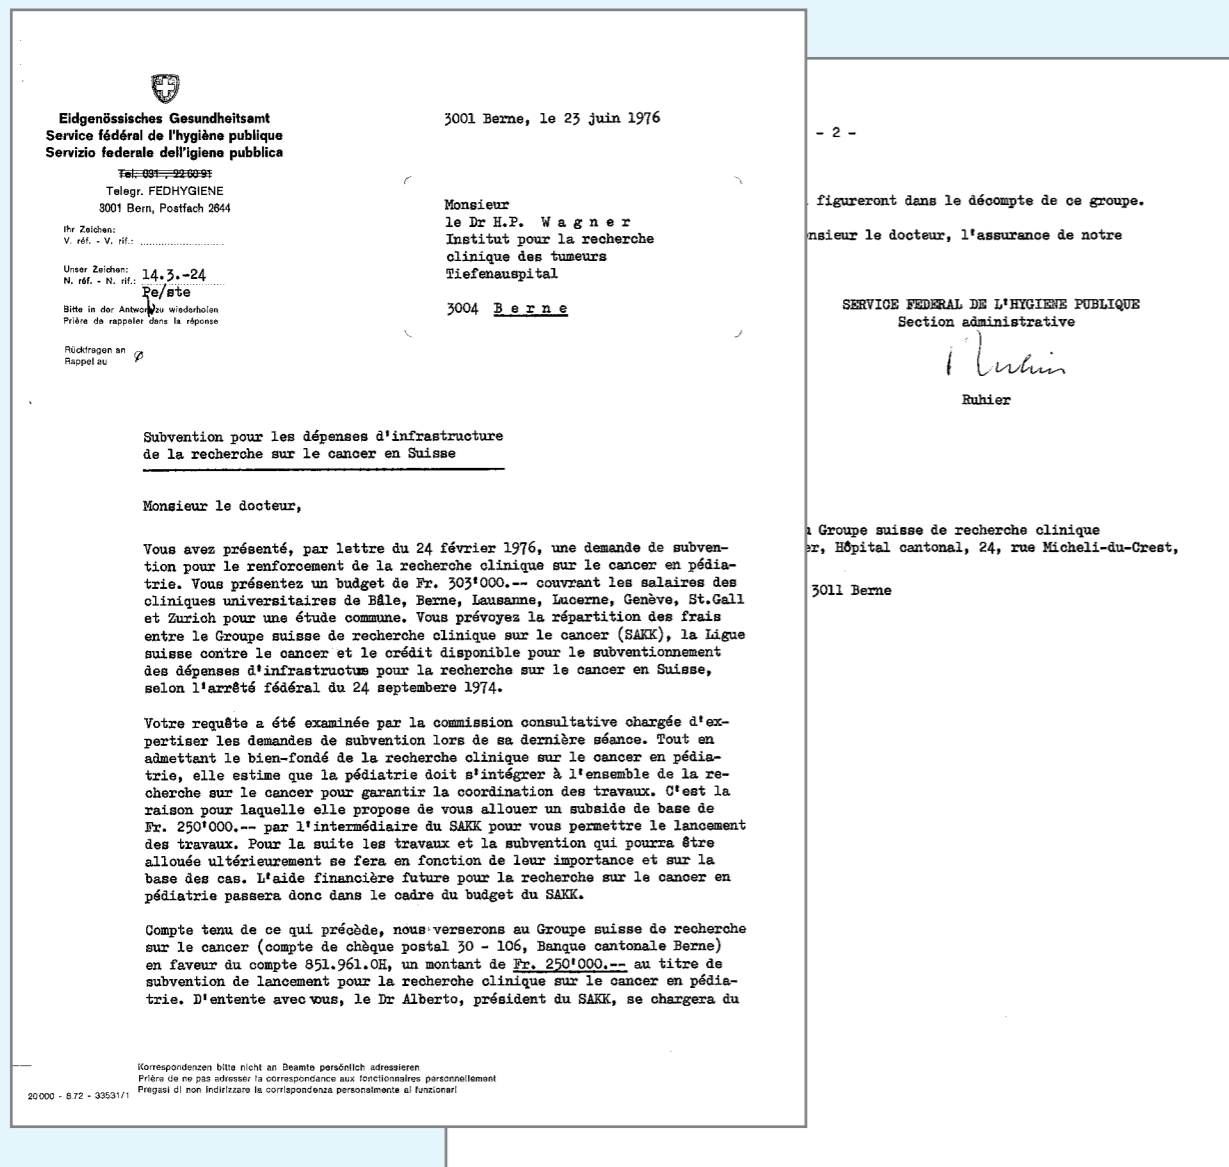 Eidgenössisches Gesundheitsamt
Service fédéral de l'hygiène publique
Servizio federale dell'igiene pubblica
Tel. 031 . 22 60 91
Telegr. FEDHYGIENE
3001 Bern, Postfach 2644
Ihr Zeichen:
V. réf. - V. rif.:
Unser Zeichen:
N. réf. - N. rif.: 14.3.-24
Pe/ste
Bitte in der Antwort zu wiederholen
Prière de rappeler dans la réponse
Rückfragen an
Rappel au
3001 Berne, le 23 juin 1976
Monsieur
le Dr H.P. W a g n e r
Institut pour la recherche
clinique des tumeurs
Tiefenauspital
3004 B e r n e
Subvention pour les dépenses d'infrastructure
de la recherche sur le cancer en Suisse
Monsieur le docteur,
Vous avez présenté, par lettre du 24 février 1976, une demande de subven-
tion pour le renforcement de la recherche clinique sur le cancer en pédia-
trie. Vous présentez un budget de Fr. 303'000.-- couvrant les salaires des
cliniques universitaires de Bâle, Berne, Lausanne, Lucerne, Genève, St.Gall
et Zurich pour une étude commune. Vous prévoyez la répartition des frais
entre le Groupe suisse de recherche clinique sur le cancer (SAKK), la Ligue
suisse contre le cancer et le crédit disponible pour le subventionnement
des dépenses d'infrastructue pour la recherche sur le cancer en Suisse,
selon l'arrêté fédéral du 24 septembere 1974.
Votre requête a été examinée par la commission consultative chargée d'ex-
pertiser les demandes de subvention lors de sa dernière séance. Tout en
admettant le bien-fondé de la recherche clinique sur le cancer en pédia-
trie, elle estime que la pédiatrie doit s'intégrer à l'ensemble de la re-
cherche sur le cancer pour garantir la coordination des travaux. C'est la
raison pour laquelle elle propose de vous allouer un subside de base de
Fr. 250'000.-- par l'intermédiaire du SAKK pour vous permettre le lancement
des travaux. Pour la suite les travaux et la subvention qui pourra être
allouée ultérieurement se fera en fonction de leur importance et sur la
base des cas. L'aide financière future pour la recherche sur le cancer en
pédiatrie passera donc dans le cadre du budget du SAKK.
Compte tenu de ce qui précède, nous verserons au Groupe suisse de recherche
sur le cancer (compte de chèque postal 30 - 106, Banque cantonale Berne)
en faveur du compte 851.961.0H, un montant de Fr. 250'000.-- au titre de
subvention de lancement pour la recherche clinique sur le cancer en pédia-
trie. D'entente avec vous, le Dr Alberto, président du SAKK, se chargera du
Korrespondenzen bitte nicht an Beamte persönlich adressieren
Prière de ne pas adresser la correspondance aux fonctionnaires personnellement
Pregasi di non indirizzare la corrispondenza personalmente ai funzionari
20000 - 8.72 - 33531/1
- 2 -
figureront dans le décompte de ce groupe.
nsieur le docteur, l'assurance de notre
SERVICE FEDERAL DE L'HYGIENE PUBLIQUE
Section administrative
Ruhier
Groupe suisse de recherche clinique
er, Hôpital cantonal, 24, rue Micheli-du-Crest,
3011 Berne